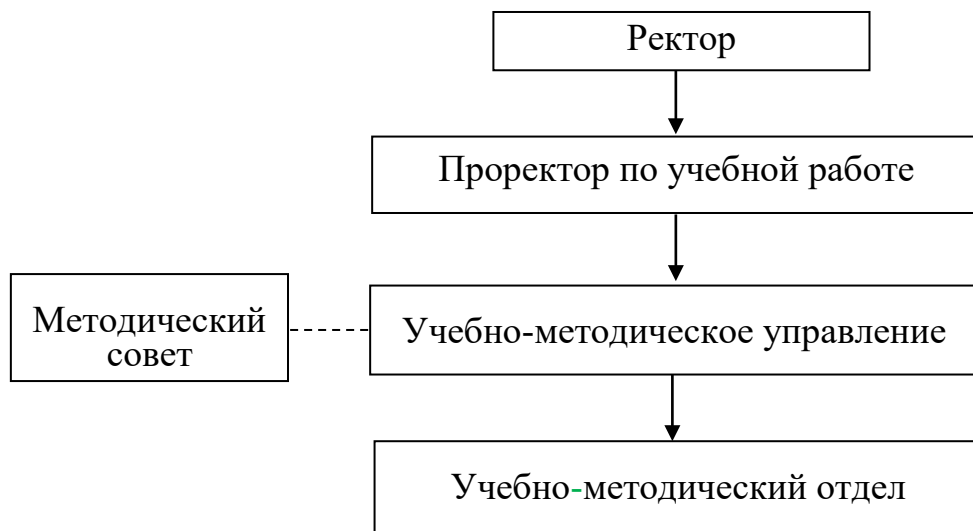 Ректор
Проректор по учебной работе
Методический
совет
Учебно-методическое управление
Учебно-методический отдел